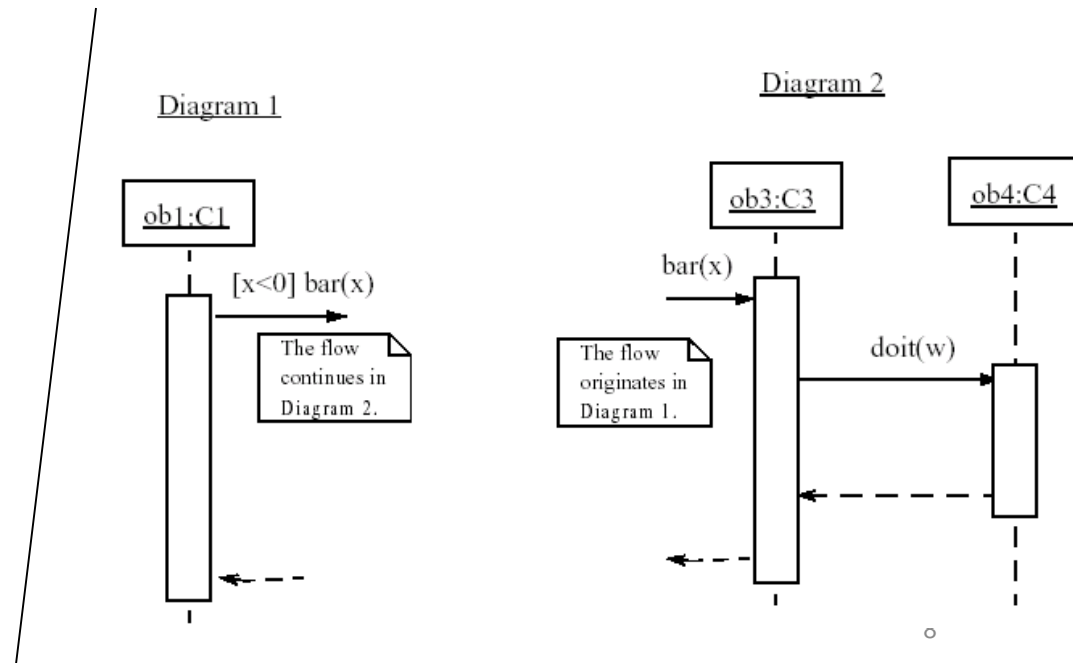 Diagram 1
ob1:C1
[x<0] bar(x)
The flow
continues in
Diagram 2.
Diagram 2
ob3:C3
ob4:C4
bar(x)
The flow
originates in
Diagram 1.
doit(w)